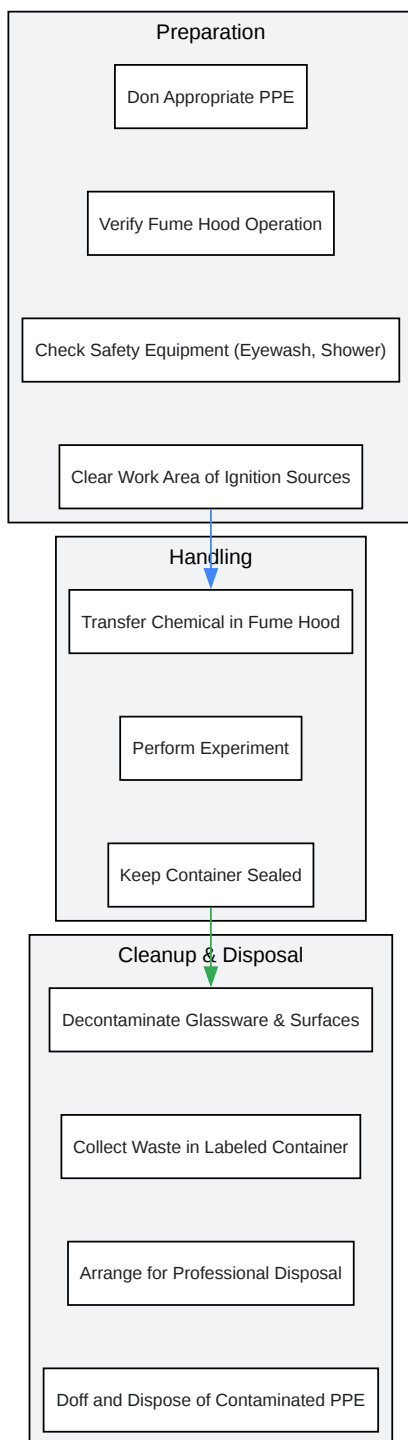 Preparation
Don Appropriate PPE
Verify Fume Hood Operation
Check Safety Equipment (Eyewash, Shower)
Clear Work Area of Ignition Sources
Handling
Transfer Chemical in Fume Hood
Perform Experiment
Keep Container Sealed
Cleanup & Disposal
Decontaminate Glassware & Surfaces
Collect Waste in Labeled Container
Arrange for Professional Disposal
Doff and Dispose of Contaminated PPE